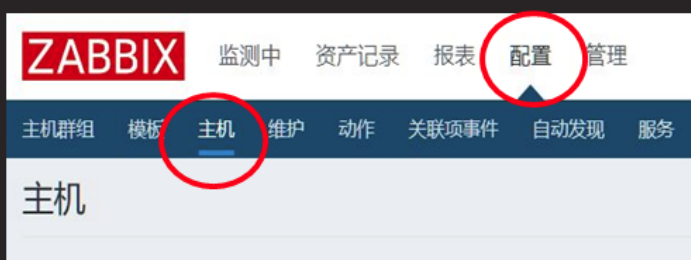 ZABBIX 监测中 资产记录 报表 配置 管理
主机群组 模板 主机 维护 动作 关联项事件 自动发现 服务
主机